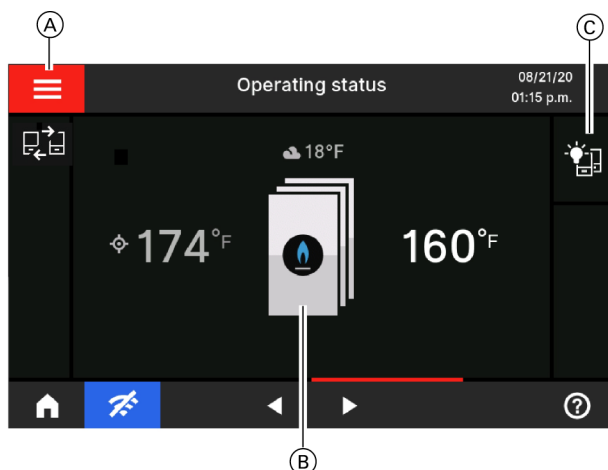 A
C
Operating status
08/21/20
01:15 p.m.
18°F
174°F
160°F
?
B